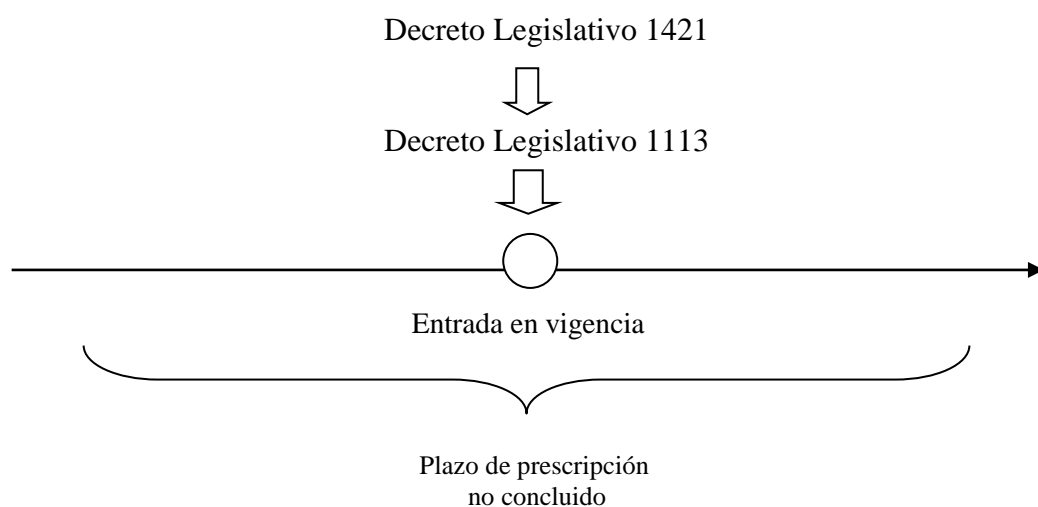 Decreto Legislativo 1421
Decreto Legislativo 1113
Entrada en vigencia
Plazo de prescripción
no concluido